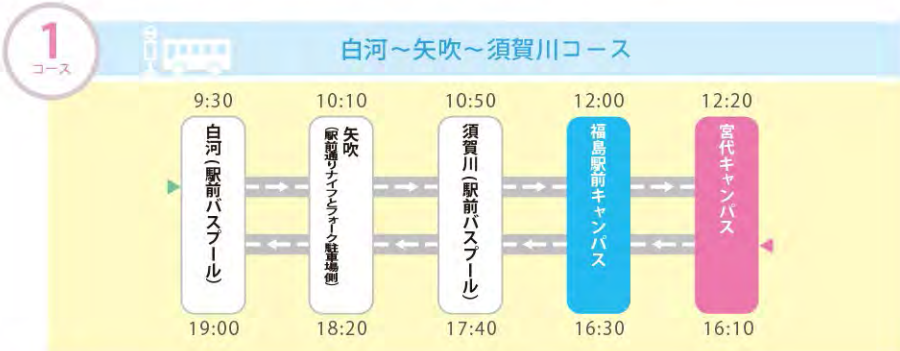 1
コース
白河～矢吹～須賀川コース
9:30
10:10
10:50
12:00
12:20
白河(駅前バスプール)
矢吹
(駅前通りナイフとフォーク駐車場側)
須賀川(駅前バスプール)
福島駅前キャンパス
宮代キャンパス
19:00
18:20
17:40
16:30
16:10